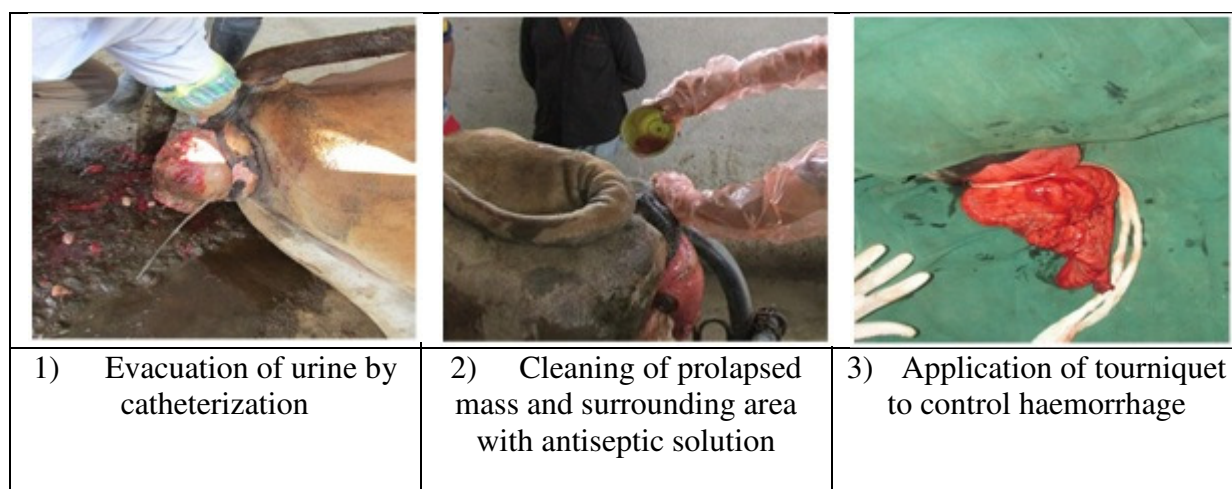 1) Evacuation of urine by
catheterization
2) Cleaning of prolapsed
mass and surrounding area
with antiseptic solution
3) Application of tourniquet
to control haemorrhage